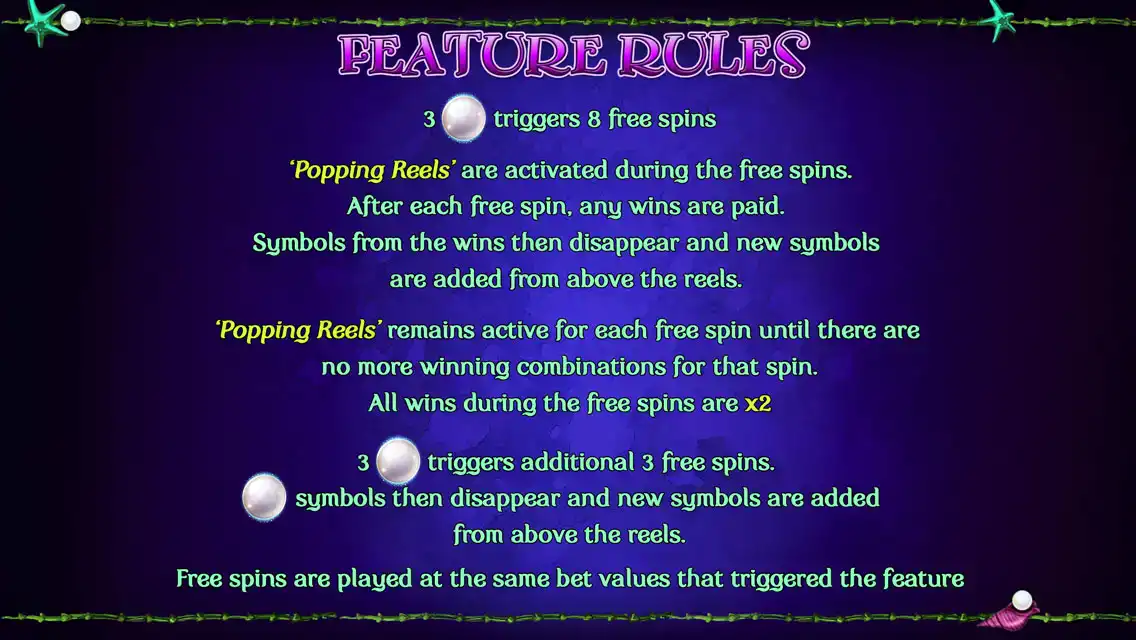 FEATURE RULES
3 triggers 8 free spins
‘Popping Reels’ are activated during the free spins.
After each free spin, any wins are paid.
Symbols from the wins then disappear and new symbols
are added from above the reels.
‘Popping Reels’ remains active for each free spin until there are
no more winning combinations for that spin.
All wins during the free spins are x2
3 triggers additional 3 free spins.
symbols then disappear and new symbols are added
from above the reels.
Free spins are played at the same bet values that triggered the feature